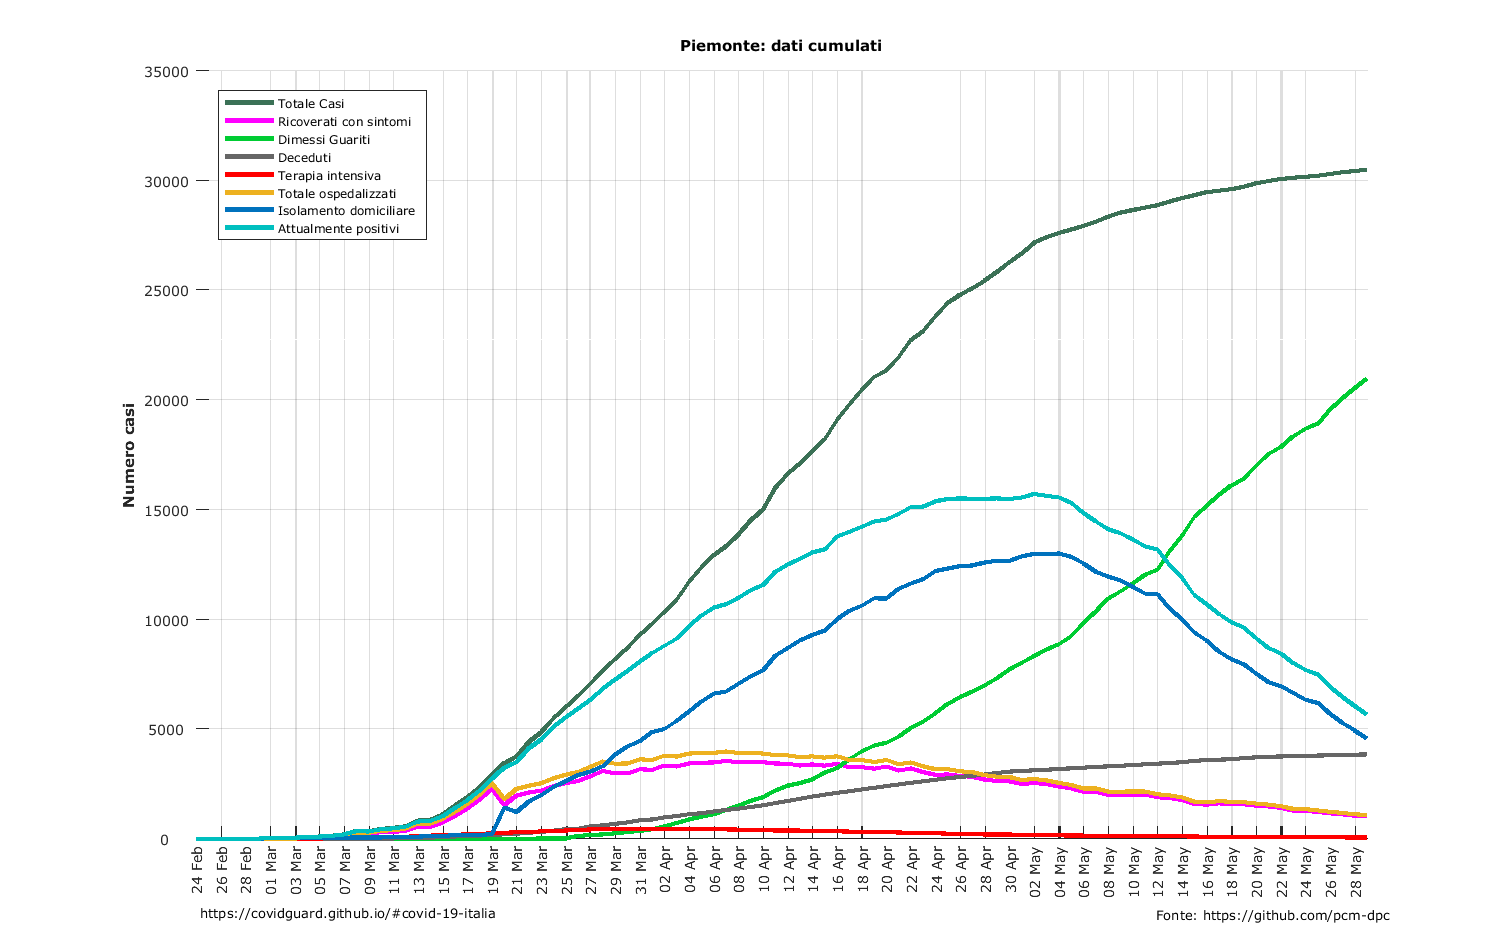 Piemonte: dati cumulati
Numero casi
35000
30000
25000
20000
15000
10000
5000
0
Totale Casi
Ricoverati con sintomi
Dimessi Guariti
Deceduti
Terapia intensiva
Totale ospedalizzati
Isolamento domiciliare
Attualmente positivi
24 Feb
26 Feb
28 Feb
01 Mar
03 Mar
05 Mar
07 Mar
09 Mar
11 Mar
13 Mar
15 Mar
17 Mar
19 Mar
21 Mar
23 Mar
25 Mar
27 Mar
29 Mar
31 Mar
02 Apr
04 Apr
06 Apr
08 Apr
10 Apr
12 Apr
14 Apr
16 Apr
18 Apr
20 Apr
22 Apr
24 Apr
26 Apr
28 Apr
30 Apr
02 May
04 May
06 May
08 May
10 May
12 May
14 May
16 May
18 May
20 May
22 May
24 May
26 May
28 May
https://covidguard.github.io/#covid-19-italia
Fonte: https://github.com/pcm-dpc